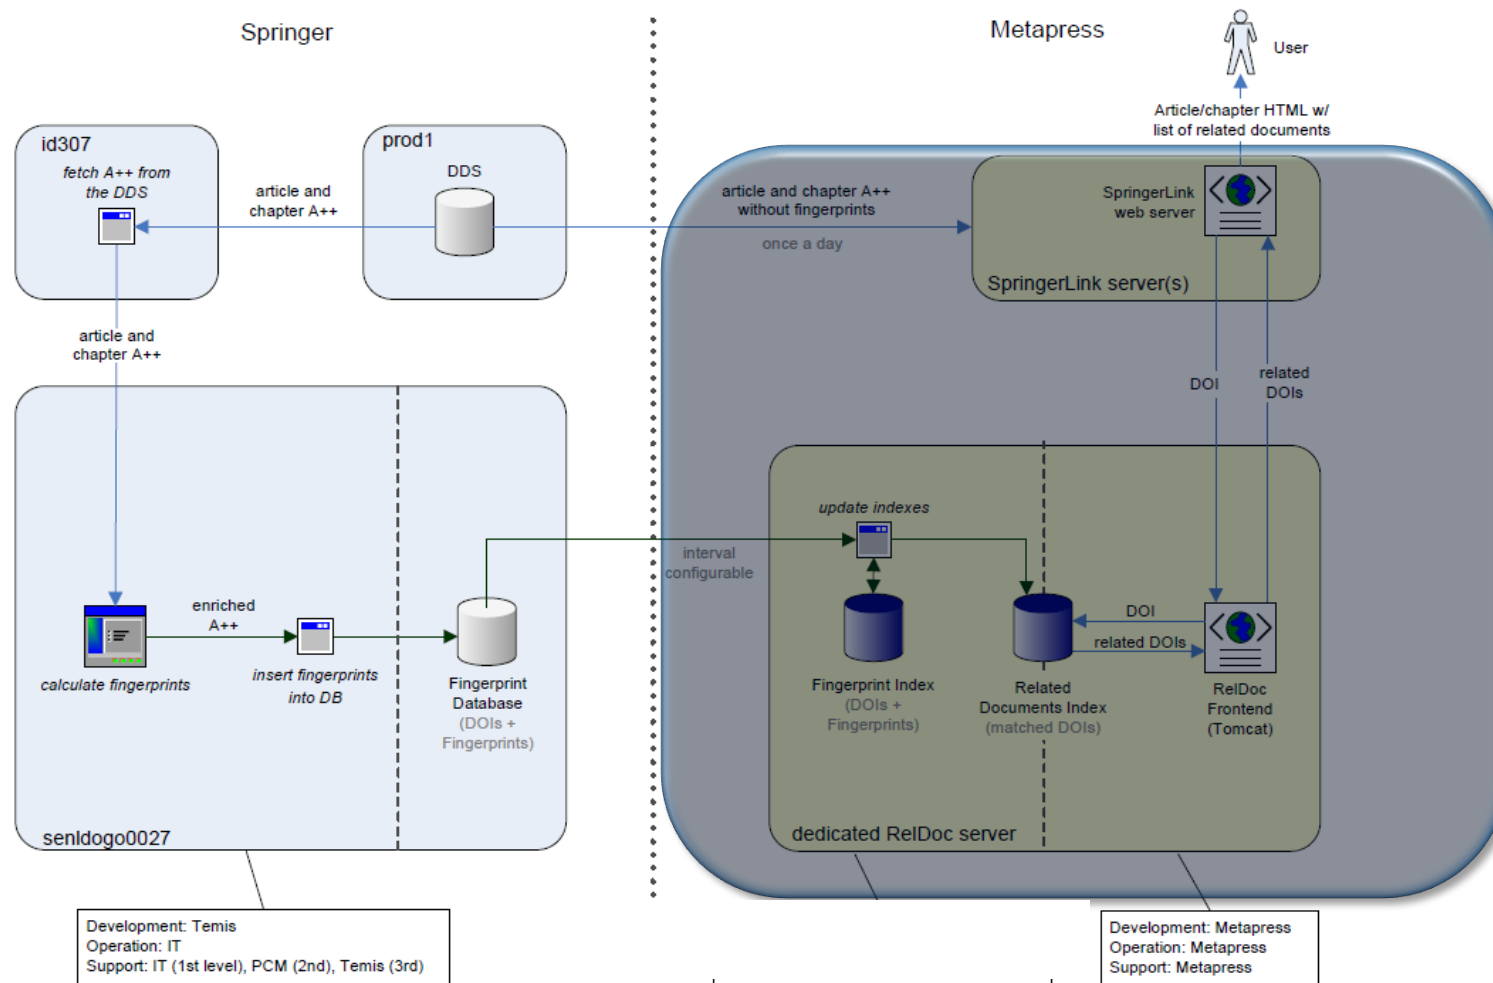 Springer
Metapress
User
Article/chapter HTML w/
list of related documents
id307
fetch A++ from
the DDS
article and
chapter A++
prod1
DDS
article and chapter A++
without fingerprints
once a day
SpringerLink
web server
SpringerLink server(s)
article and
chapter A++
DOI
related
DOIs
update indexes
interval
configurable
enriched
A++
calculate fingerprints
insert fingerprints
into DB
Fingerprint
Database
(DOIs +
Fingerprints)
Fingerprint Index
(DOIs +
Fingerprints)
Related
Documents Index
(matched DOIs)
DOI
related DOIs
RelDoc
Frontend
(Tomcat)
senldogo0027
dedicated RelDoc server
Development: Temis
Operation: IT
Support: IT (1st level), PCM (2nd), Temis (3rd)
Development: Metapress
Operation: Metapress
Support: Metapress